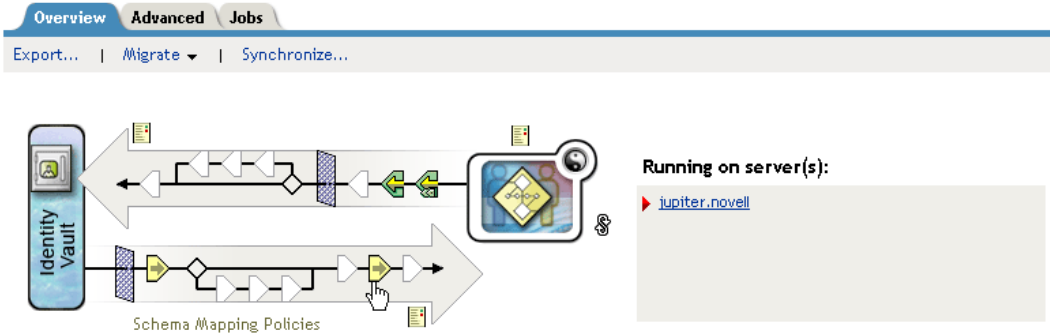 Overview Advanced Jobs
Export... | Migrate | Synchronize...
Running on server(s):
jupiter.novell
Identity
Vault
Schema Mapping Policies